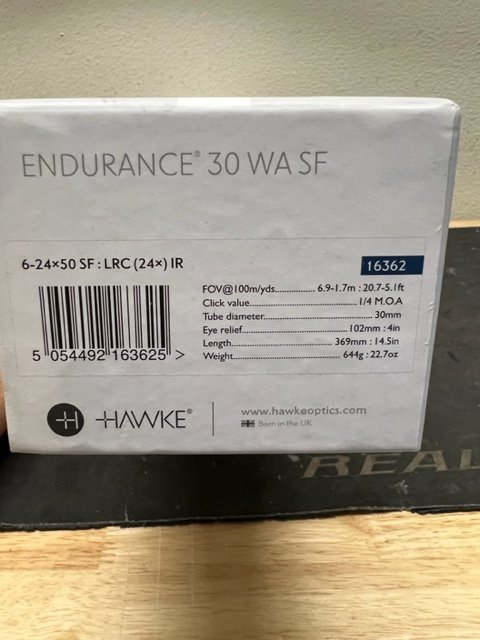 ENDURANCE® 30 WA SF
6-24×50 SF : LRC (24×) IR
16362
FOV@100m/yds.................. 6.9-1.7m : 20.7-5.1ft
Click value.................. 1/4 M.O.A
Tube diameter.................. 30mm
Eye relief.................. 102mm : 4in
Length.................. 369mm : 14.5in
Weight.................. 644g : 22.7oz
5 054492 163625 >
HAWKE®
www.hawkeoptics.com
Born in the UK
REAL